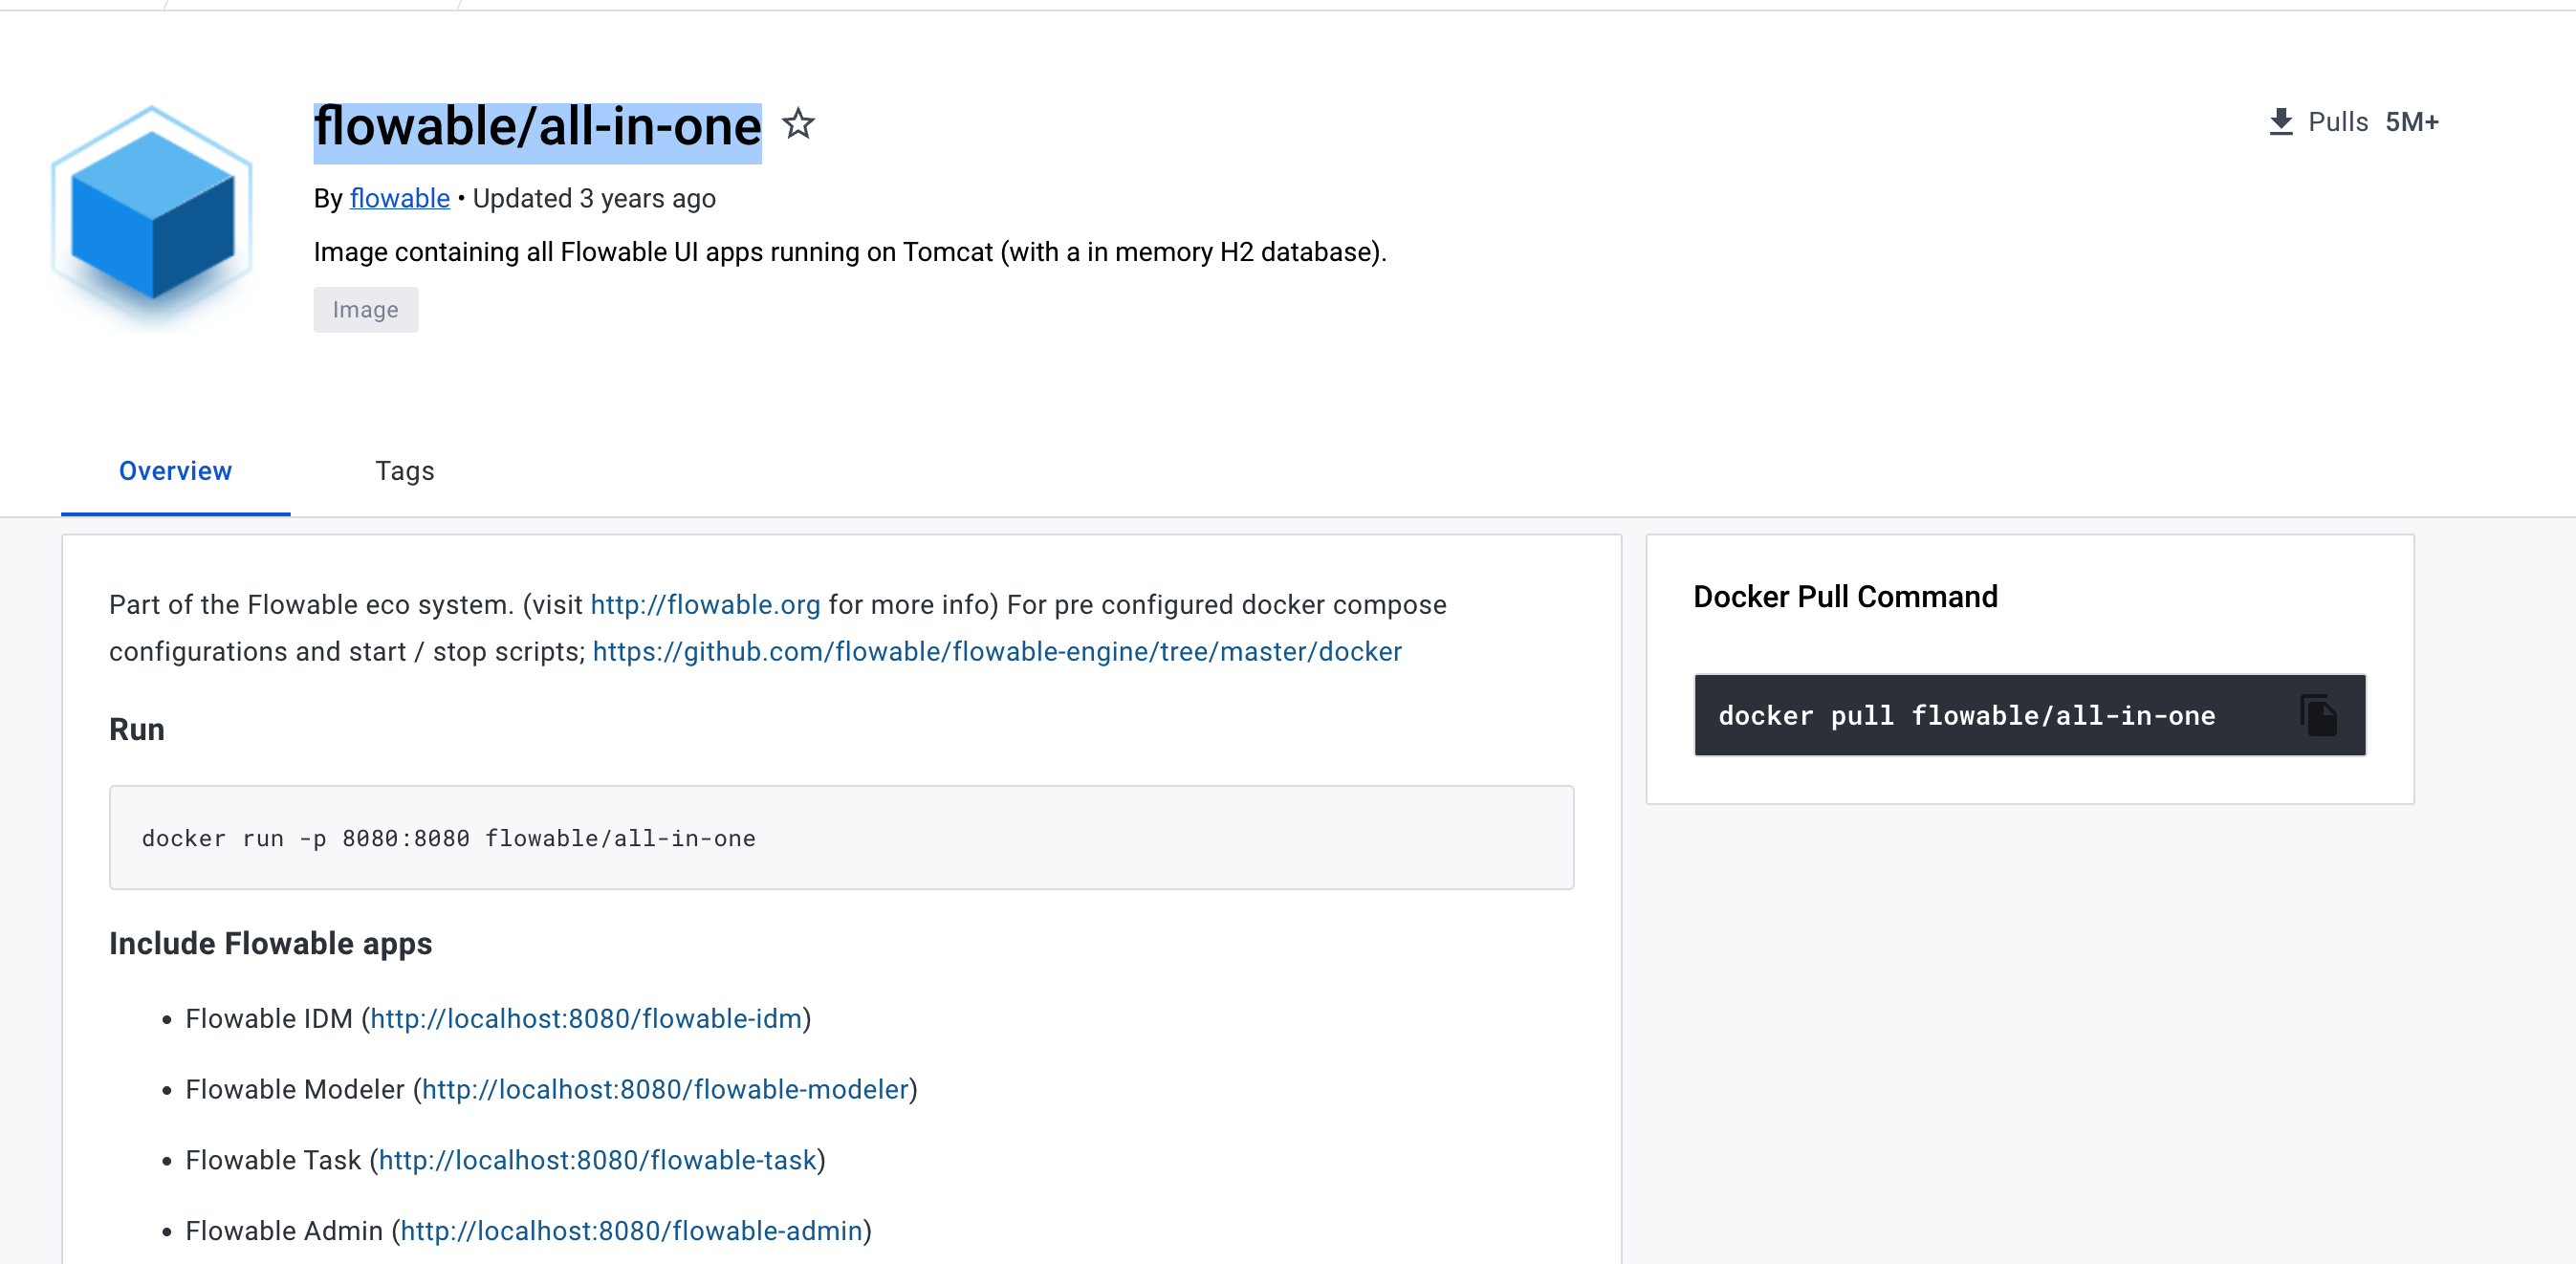 flowable/all-in-one
Pulls 5M+
By flowable • Updated 3 years ago
Image containing all Flowable UI apps running on Tomcat (with a in memory H2 database).
Image
Overview
Tags
Part of the Flowable eco system. (visit http://flowable.org for more info) For pre configured docker compose
configurations and start / stop scripts; https://github.com/flowable/flowable-engine/tree/master/docker
Run
docker run -p 8080:8080 flowable/all-in-one
Include Flowable apps
• Flowable IDM (http://localhost:8080/flowable-idm)
• Flowable Modeler (http://localhost:8080/flowable-modeler)
• Flowable Task (http://localhost:8080/flowable-task)
• Flowable Admin (http://localhost:8080/flowable-admin)
Docker Pull Command
docker pull flowable/all-in-one